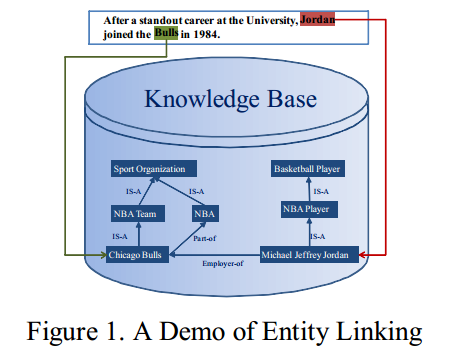 After a standout career at the University, Jordan
joined the Bulls in 1984.
Knowledge Base
Sport Organization
Basketball Player
IS-A
IS-A
IS-A
NBA Team
NBA
NBA Player
IS-A
Part-of
IS-A
Chicago Bulls
Employer-of
Michael Jeffrey Jordan
Figure 1. A Demo of Entity Linking